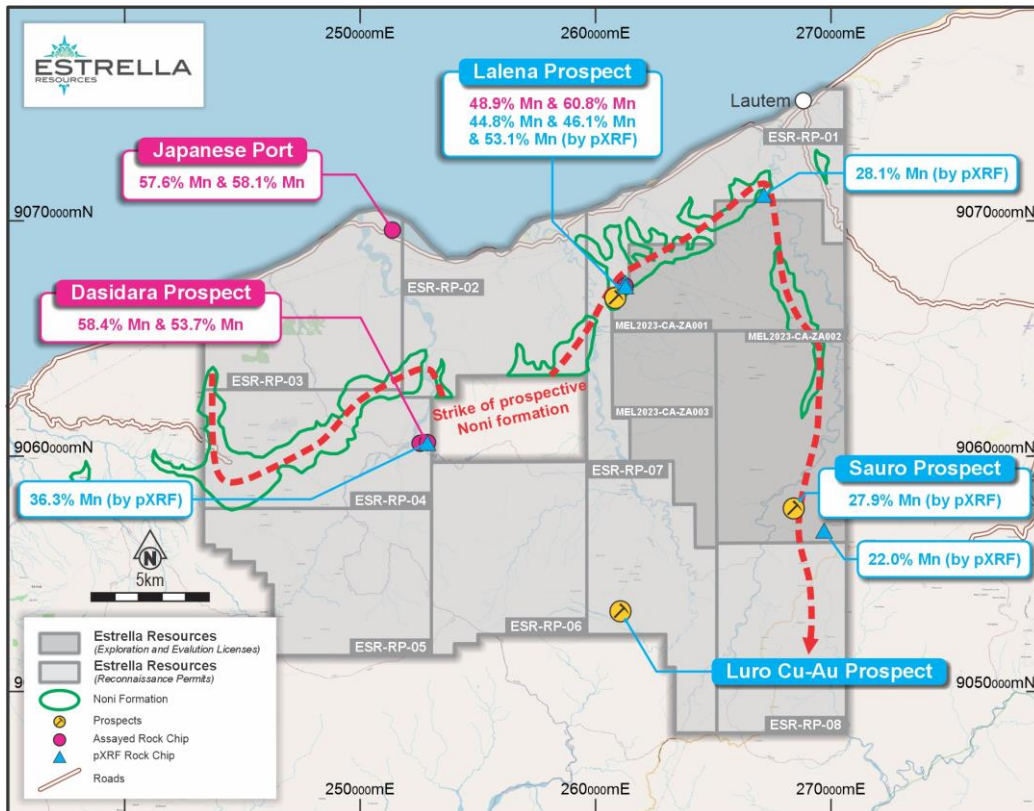 250000mE
260000mE
270000mE
ESTRELLA
RESOURCES
Lalena Prospect
48.9% Mn & 60.8% Mn
44.8% Mn & 46.1% Mn
& 53.1% Mn (by pXRF)
Lautem
ESR-RP-01
Japanese Port
57.6% Mn & 58.1% Mn
28.1% Mn (by pXRF)
9070000mN
9070000mN
Dasidara Prospect
58.4% Mn & 53.7% Mn
ESR-RP-02
MEL2023-CA-ZA001
MEL2023-CA-ZA002
ESR-RP-03
Strike of prospective
Noni formation
MEL2023-CA-ZA003
9060000mN
9060000mN
Sauro Prospect
27.9% Mn (by pXRF)
ESR-RP-07
36.3% Mn (by pXRF)
ESR-RP-04
22.0% Mn (by pXRF)
N
5km
ESR-RP-05
ESR-RP-06
Luro Cu-Au Prospect
9050000mN
ESR-RP-08
Estrella Resources
(Exploration and Evalution Licenses)
Estrella Resources
(Reconnaissance Permits)
Noni Formation
Prospects
Assayed Rock Chip
pXRF Rock Chip
Roads
250000mE
260000mE
270000mE